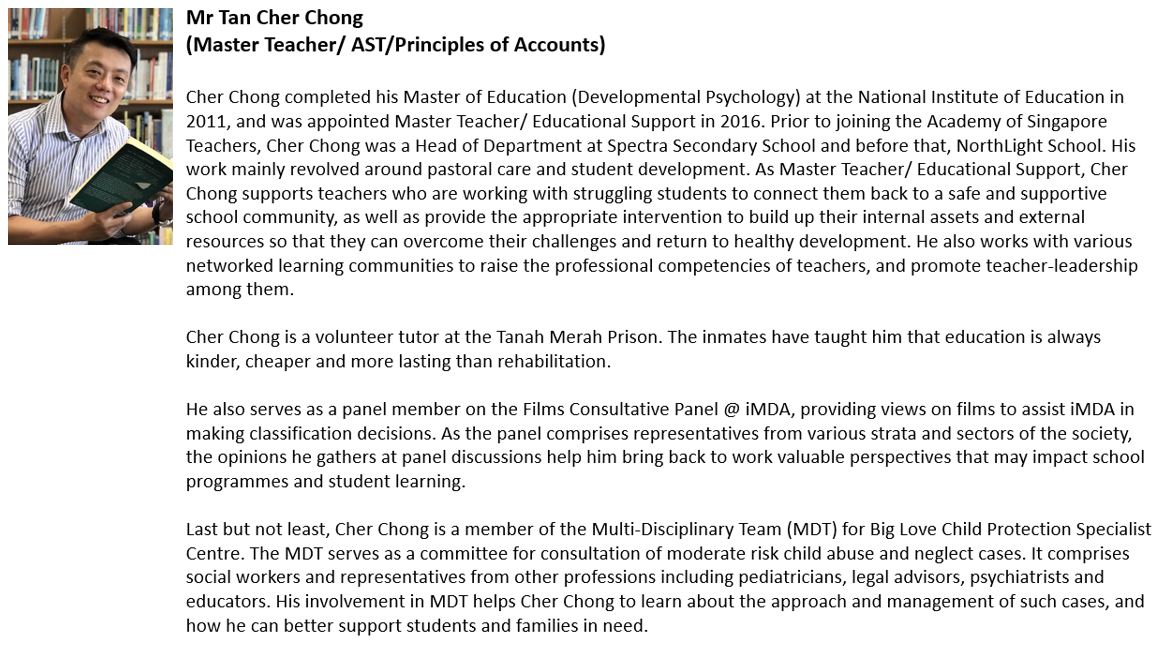 Mr Tan Cher Chong
(Master Teacher/ AST/Principles of Accounts)
Cher Chong completed his Master of Education (Developmental Psychology) at the National Institute of Education in
2011, and was appointed Master Teacher/ Educational Support in 2016. Prior to joining the Academy of Singapore
Teachers, Cher Chong was a Head of Department at Spectra Secondary School and before that, NorthLight School. His
work mainly revolved around pastoral care and student development. As Master Teacher/ Educational Support, Cher
Chong supports teachers who are working with struggling students to connect them back to a safe and supportive
school community, as well as provide the appropriate intervention to build up their internal assets and external
resources so that they can overcome their challenges and return to healthy development. He also works with various
networked learning communities to raise the professional competencies of teachers, and promote teacher-leadership
among them.
Cher Chong is a volunteer tutor at the Tanah Merah Prison. The inmates have taught him that education is always
kinder, cheaper and more lasting than rehabilitation.
He also serves as a panel member on the Films Consultative Panel @ iMDA, providing views on films to assist iMDA in
making classification decisions. As the panel comprises representatives from various strata and sectors of the society,
the opinions he gathers at panel discussions help him bring back to work valuable perspectives that may impact school
programmes and student learning.
Last but not least, Cher Chong is a member of the Multi-Disciplinary Team (MDT) for Big Love Child Protection Specialist
Centre. The MDT serves as a committee for consultation of moderate risk child abuse and neglect cases. It comprises
social workers and representatives from other professions including pediatricians, legal advisors, psychiatrists and
educators. His involvement in MDT helps Cher Chong to learn about the approach and management of such cases, and
how he can better support students and families in need.